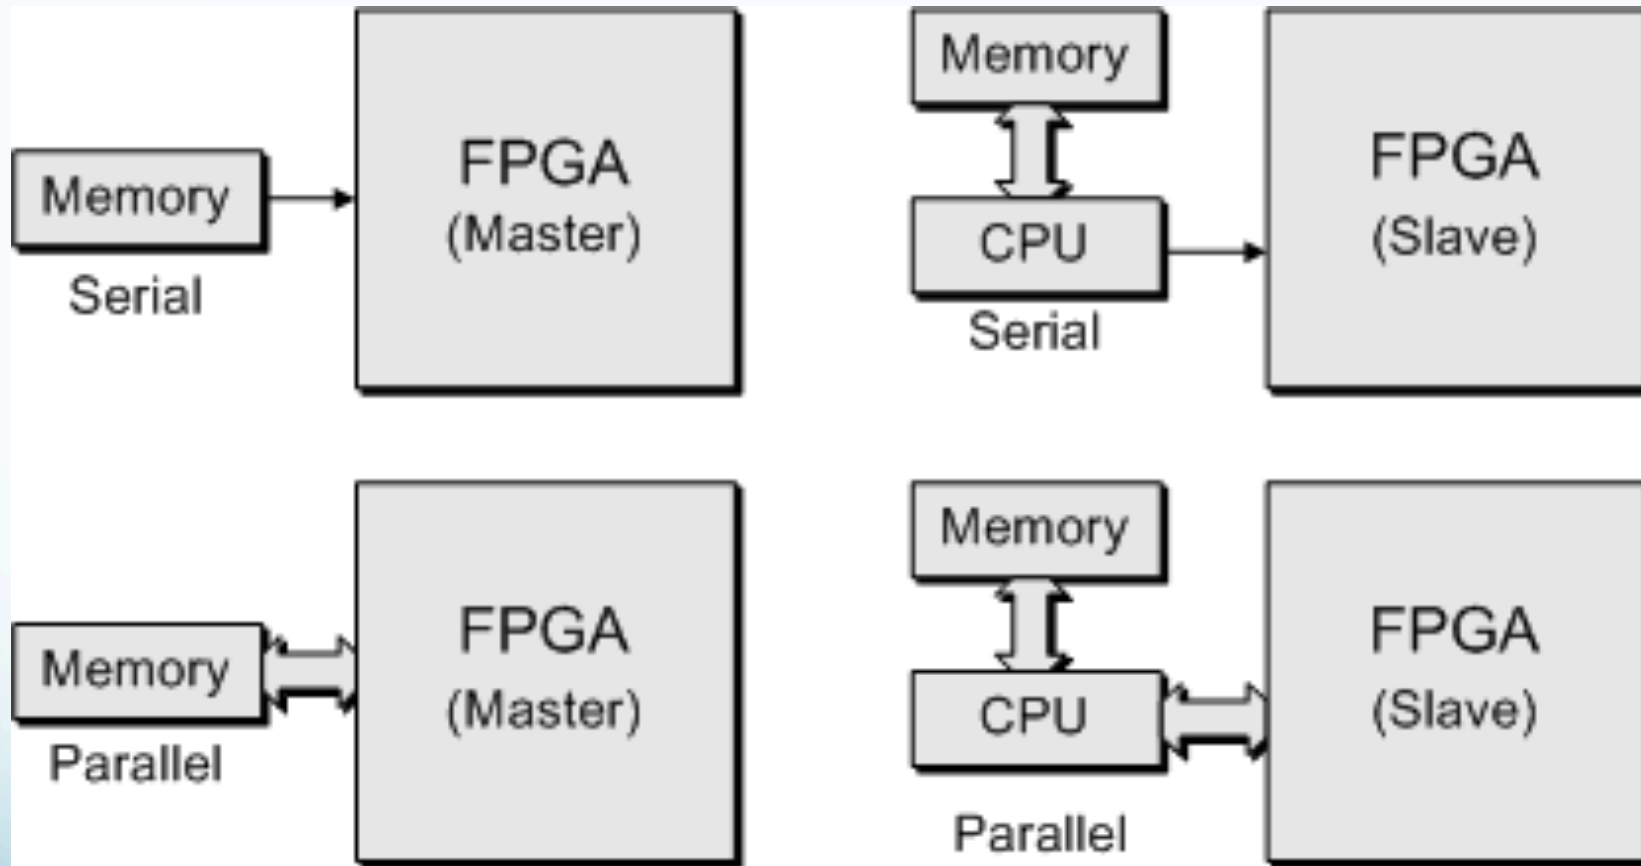 Memory
Serial
FPGA
(Master)
Memory
CPU
Serial
FPGA
(Slave)
Memory
Parallel
FPGA
(Master)
Memory
CPU
Parallel
FPGA
(Slave)